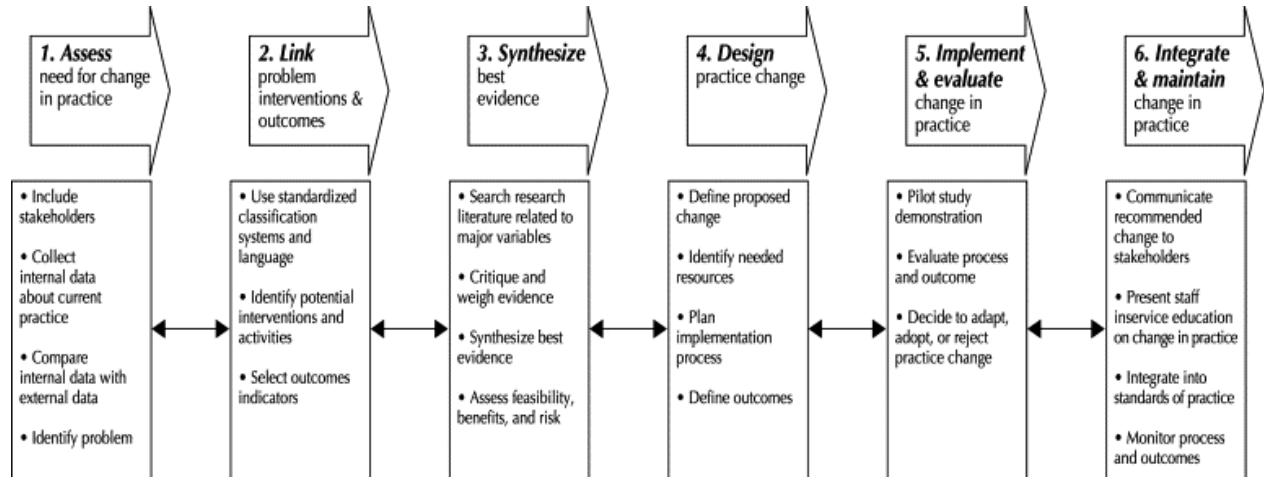 1. Assess
need for change
in practice
2. Link
problem
interventions &
outcomes
3. Synthesize
best
evidence
4. Design
practice change
5. Implement
& evaluate
change in
practice
6. Integrate
& maintain
change in
practice
• Include
stakeholders
• Collect
internal data
about current
practice
• Compare
internal data with
external data
• Identify problem
• Use standardized
classification
systems and
language
• Identify potential
interventions and
activities
• Select outcomes
indicators
• Search research
literature related to
major variables
• Critique and
weigh evidence
• Synthesize best
evidence
• Assess feasibility,
benefits, and risk
• Define proposed
change
• Identify needed
resources
• Plan
implementation
process
• Define outcomes
• Pilot study
demonstration
• Evaluate process
and outcome
• Decide to adapt,
adopt, or reject
practice change
• Communicate
recommended
change to
stakeholders
• Present staff
inservice education
on change in practice
• Integrate into
standards of practice
• Monitor process
and outcomes